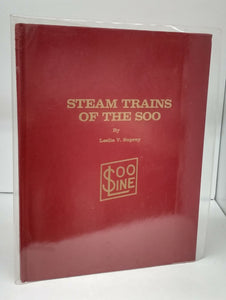 STEAM TRAINS
OF THE SOO
By
Leslie V. Suprey
SOO
LINE